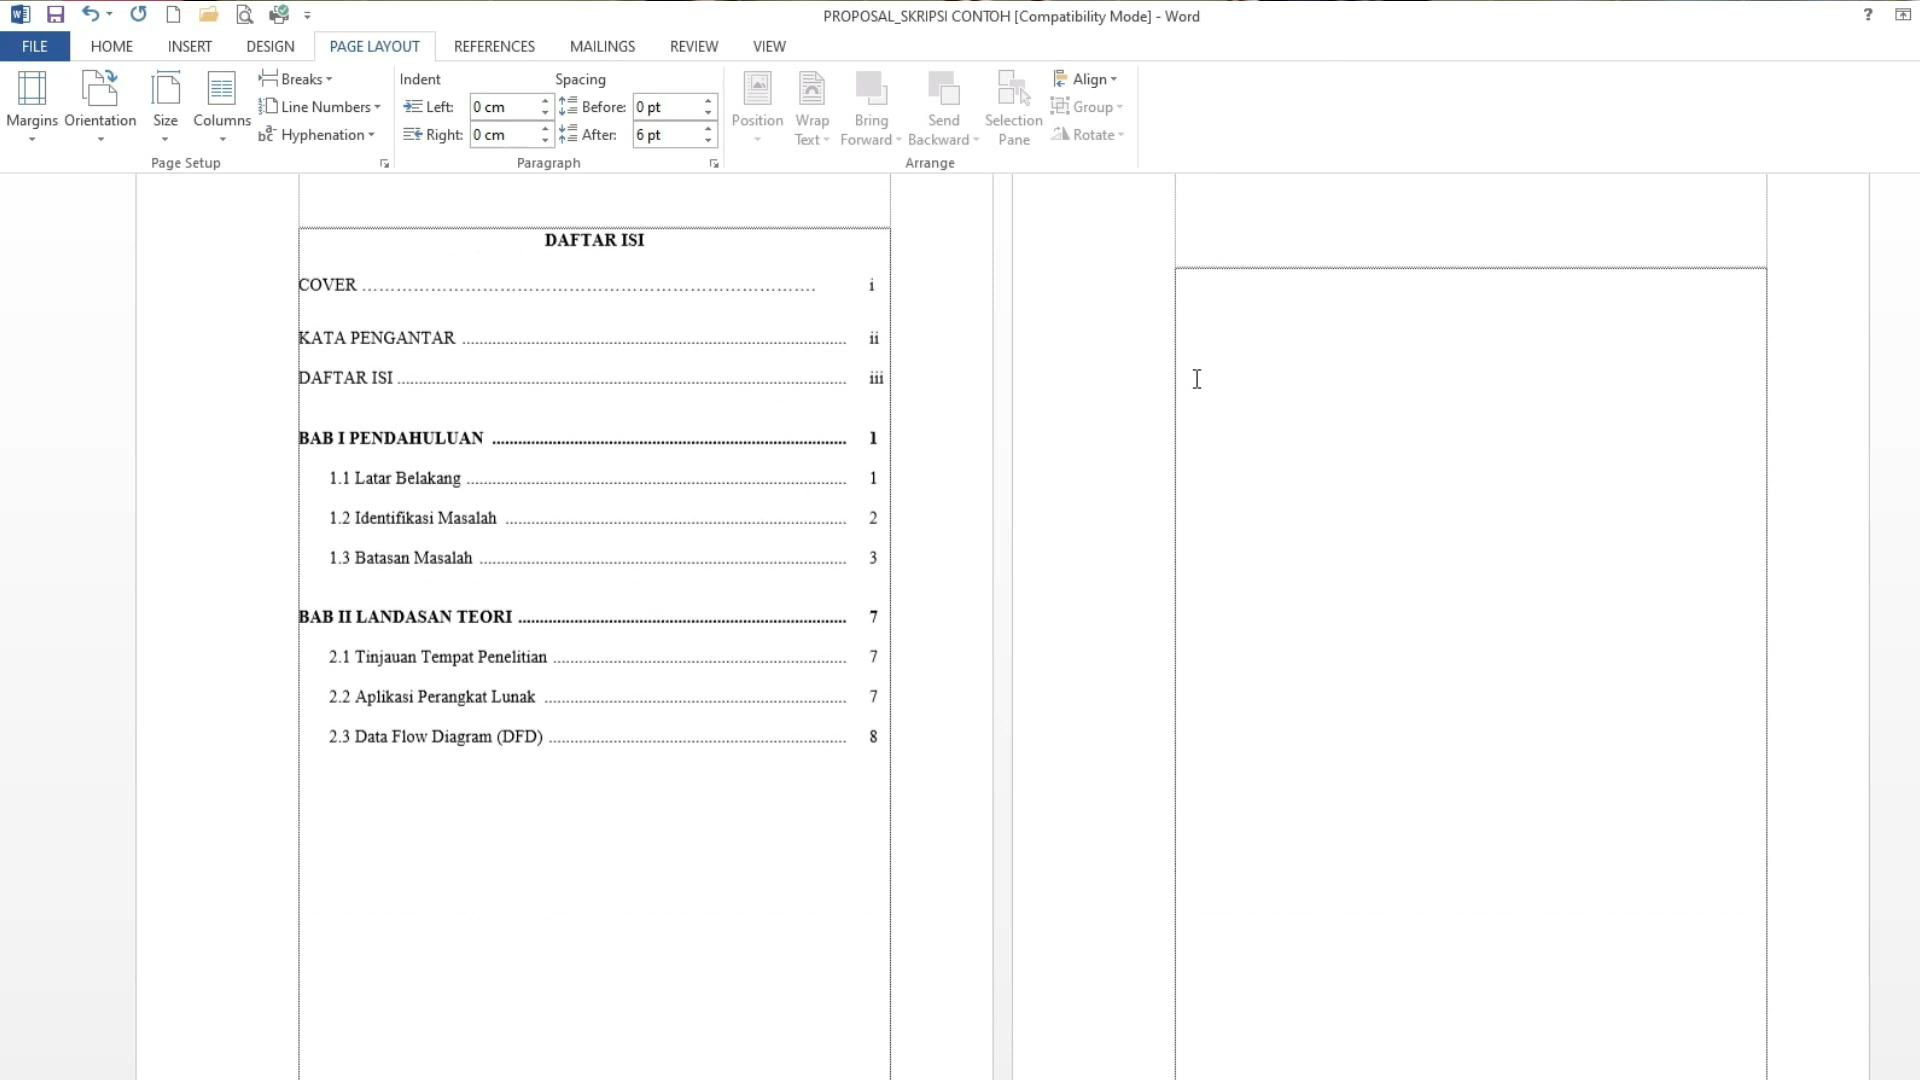 PROPOSAL_SKRIPSI CONTOH [Compatibility Mode] - Word
?
FILE HOME INSERT DESIGN PAGE LAYOUT REFERENCES MAILINGS REVIEW VIEW
Margins
Orientation
Size
Columns
Breaks
Line Numbers
Hyphenation
Page Setup
Indent
Left: 0 cm
Right: 0 cm
Spacing
Before: 0 pt
After: 6 pt
Paragraph
Position
Wrap
Text
Bring
Forward
Send
Backward
Selection
Pane
Align
Group
Rotate
Arrange
DAFTAR ISI
COVER ………………………………………………………………… i
KATA PENGANTAR ........................................ ii
DAFTAR ISI ........................................ iii
BAB I PENDAHULUAN ........................................ 1
1.1 Latar Belakang ........................................ 1
1.2 Identifikasi Masalah ........................................ 2
1.3 Batasan Masalah ........................................ 3
BAB II LANDASAN TEORI ........................................ 7
2.1 Tinjauan Tempat Penelitian ........................................ 7
2.2 Aplikasi Perangkat Lunak ........................................ 7
2.3 Data Flow Diagram (DFD) ........................................ 8